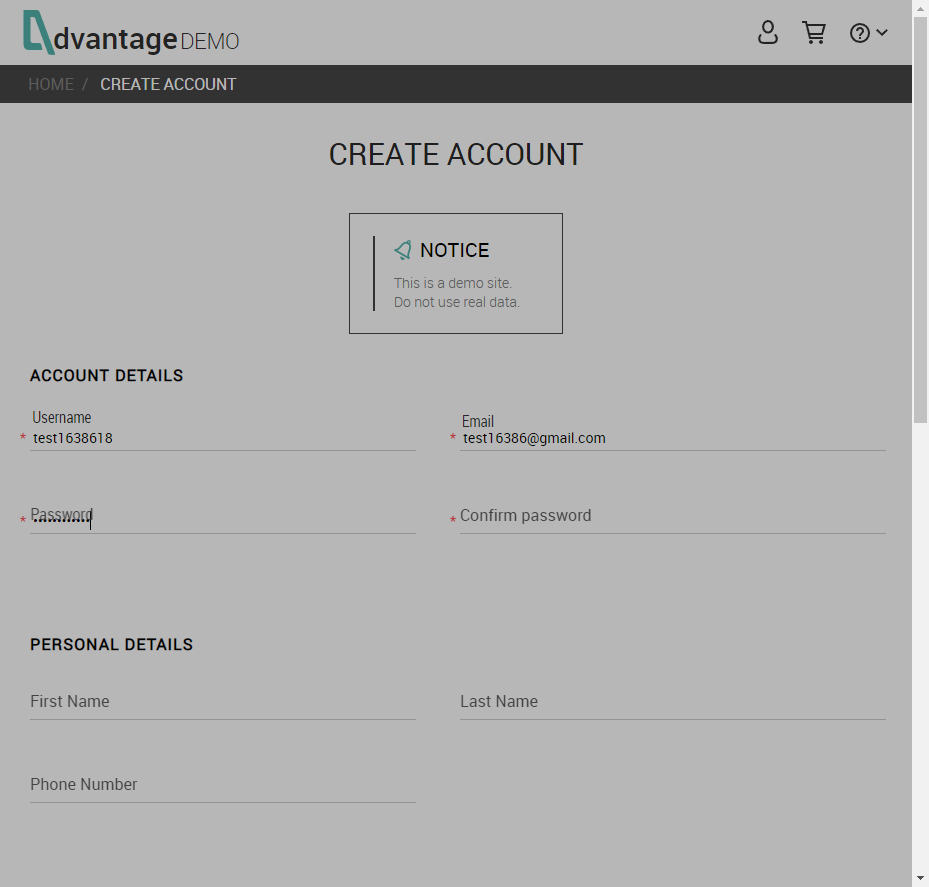 dvantage DEMO
HOME / CREATE ACCOUNT
CREATE ACCOUNT
NOTICE
This is a demo site.
Do not use real data.
ACCOUNT DETAILS
Username
* test1638618
Email
* test16386@gmail.com
* Password
* Confirm password
PERSONAL DETAILS
First Name
Last Name
Phone Number